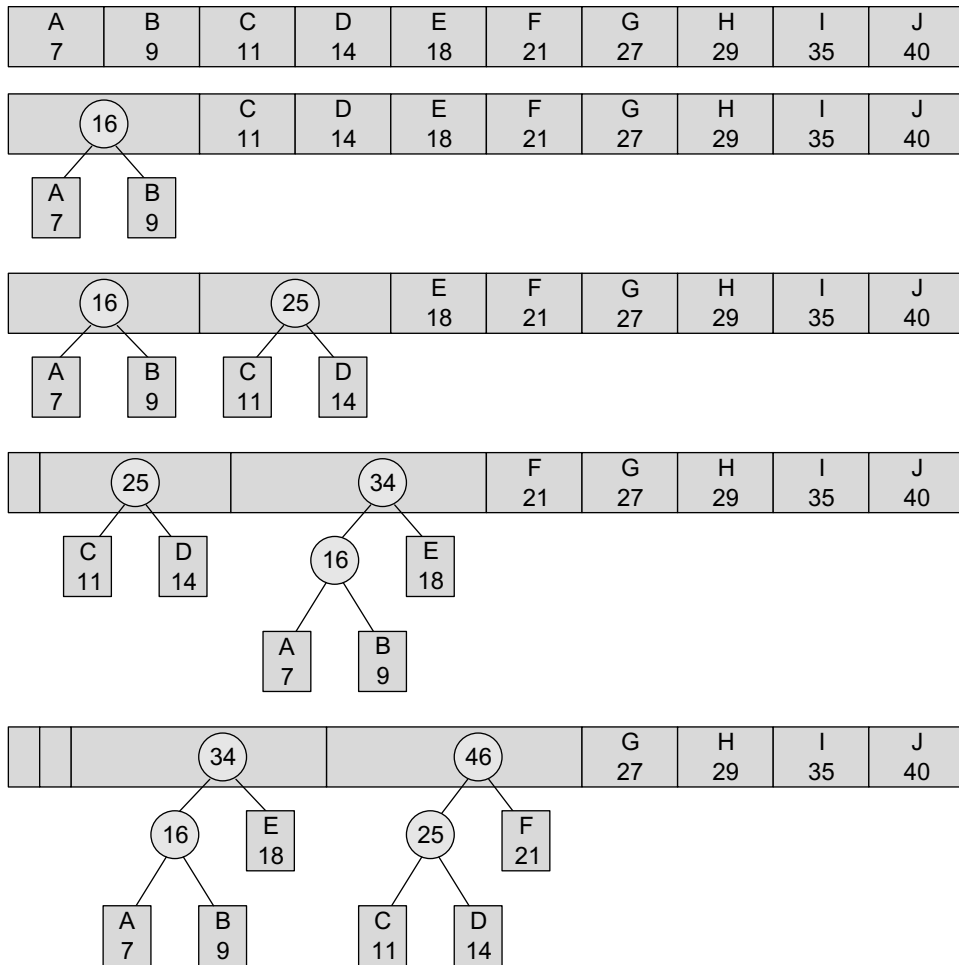 A B C D E F G H I J
7 9 11 14 18 21 27 29 35 40
16 C D E F G H I J
11 14 18 21 27 29 35 40
A B
7 9
16 25 E F G H I J
18 21 27 29 35 40
A B C D
7 9 11 14
25 34 F G H I J
21 27 29 35 40
C D 16 E
11 14 18
A B
7 9
34 46 G H I J
27 29 35 40
16 E 25 F
18 21
A B C D
7 9 11 14